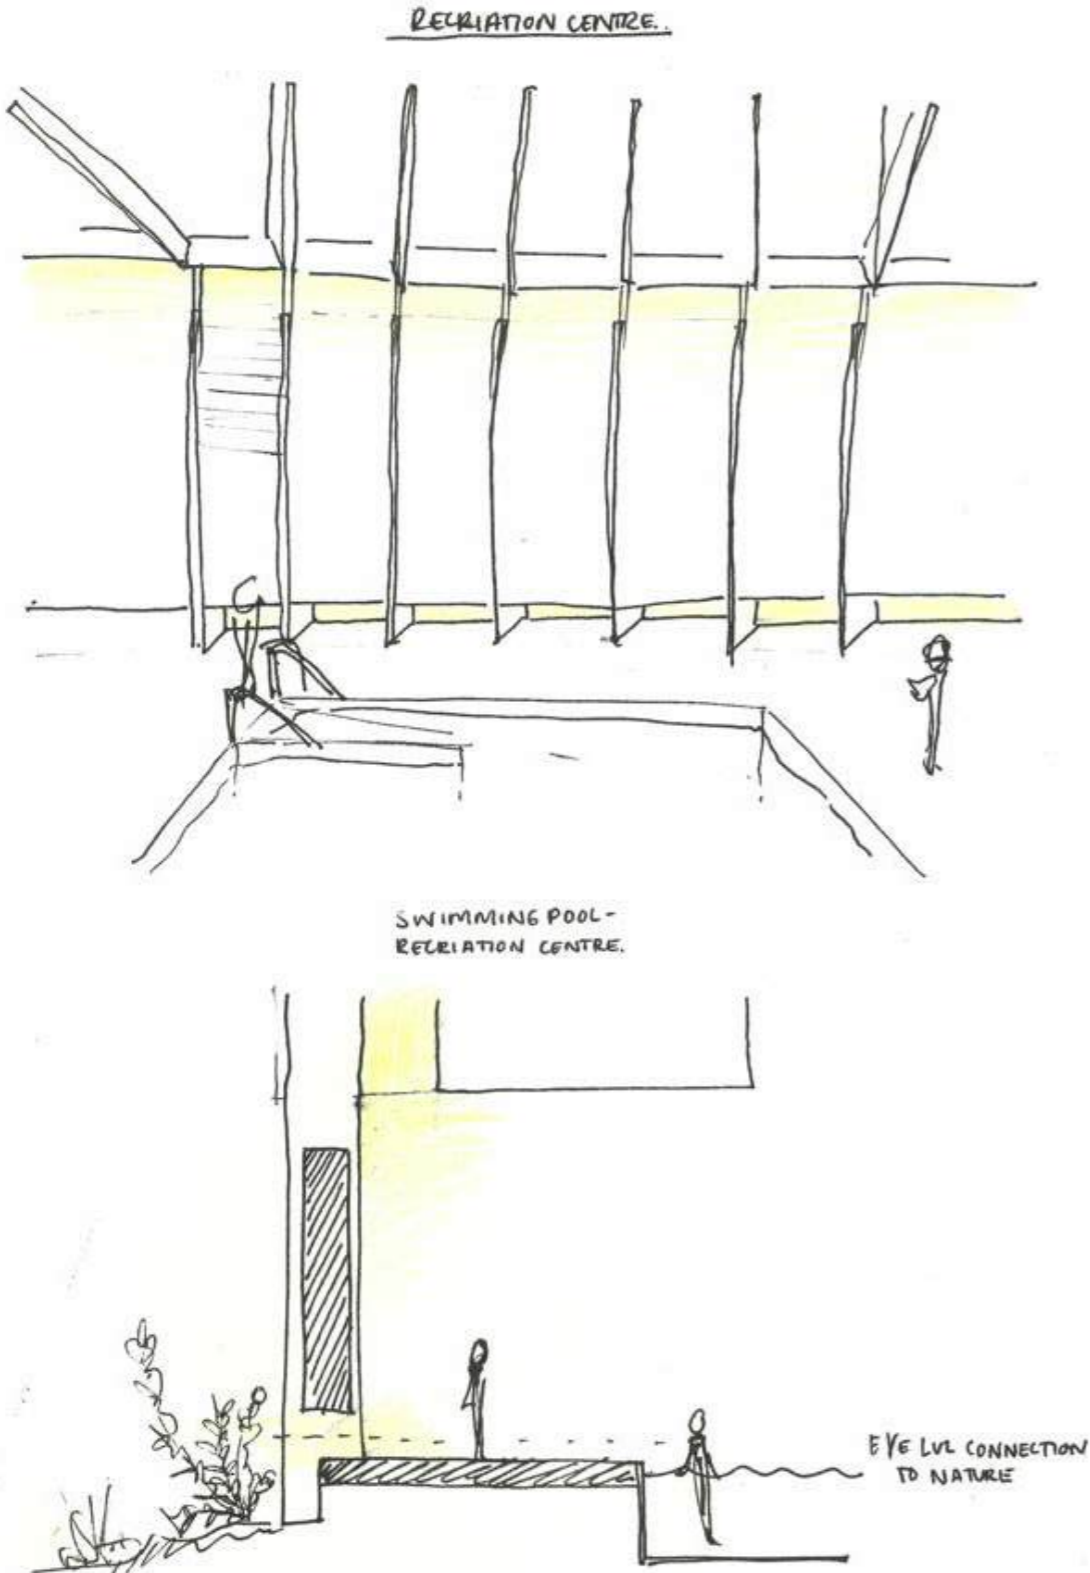 RECRIATION CENTRE..
SWIMMING POOL -
RECRIATION CENTRE.
EYE LVL CONNECTION
TO NATURE